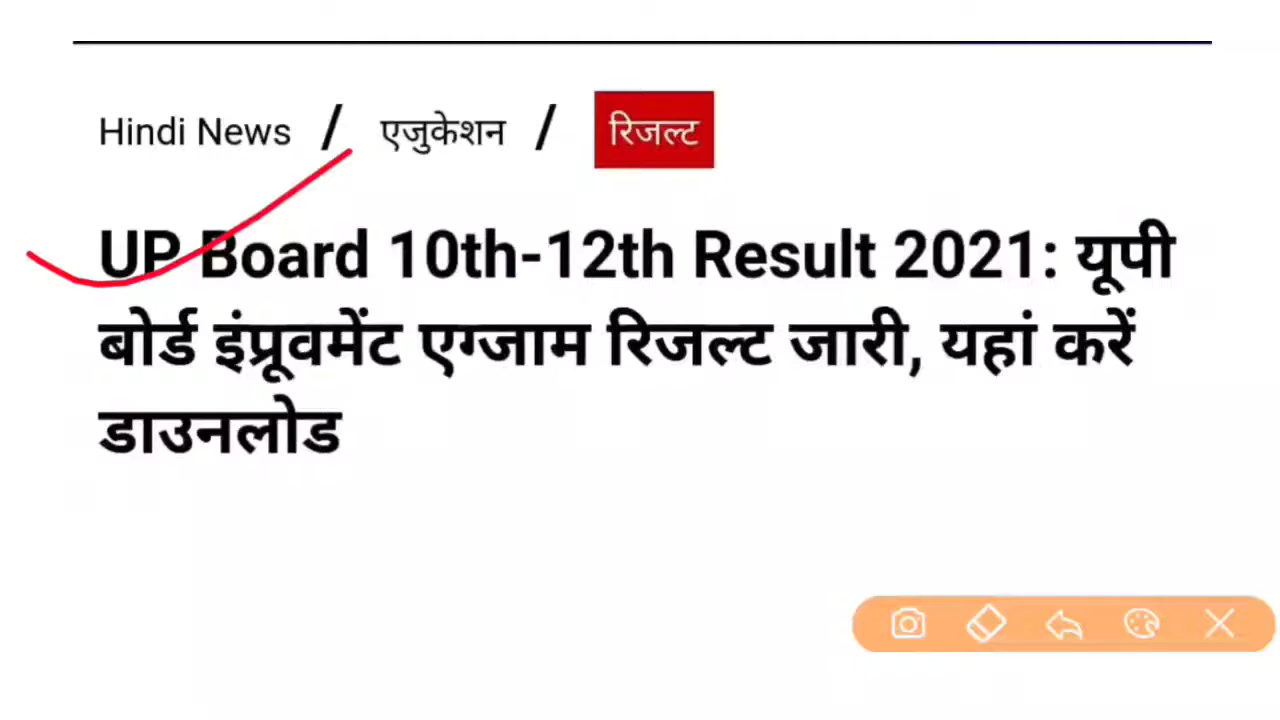 Hindi News / एजुकेशन / रिजल्ट
UP Board 10th-12th Result 2021: यूपी
बोर्ड इंप्रूवमेंट एग्जाम रिजल्ट जारी, यहां करें
डाउनलोड